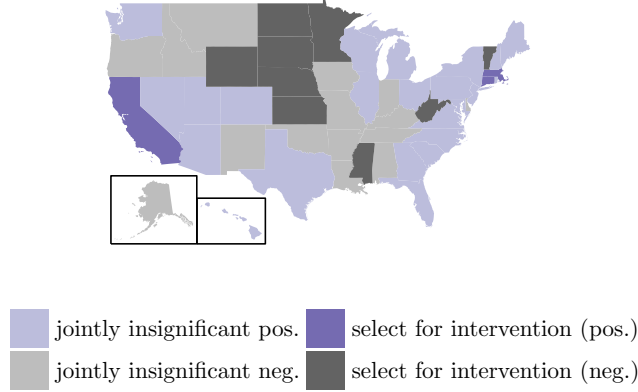 jointly insignificant pos. select for intervention (pos.)
jointly insignificant neg. select for intervention (neg.)